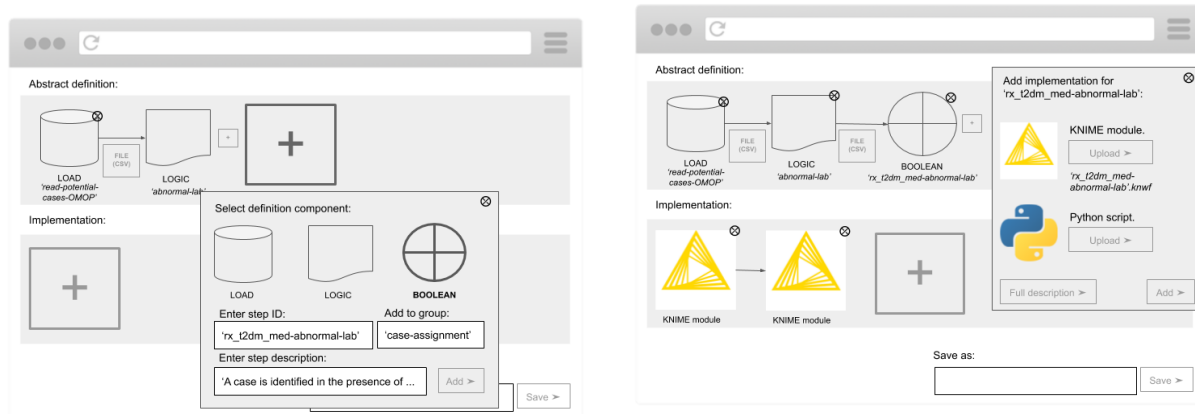 Abstract definition:
FILE
(CSV)
+
+
LOAD
'read-potential-
cases-OMOP'
LOGIC
'abnormal-lab'
Implementation:
+
Select definition component:
LOAD
LOGIC
BOOLEAN
Enter step ID:
Add to group:
'rx_t2dm_med-abnormal-lab'
'case-assignment'
Enter step description:
'A case is identified in the presence of ...
Add ➢
Save ➢
Abstract definition:
FILE
(CSV)
FILE
(CSV)
+
LOAD
'read-potential-
cases-OMOP'
LOGIC
'abnormal-lab'
BOOLEAN
'rx_t2dm_med-abnormal-lab'
Implementation:
KNIME module
KNIME module
+
Add implementation for
'rx_t2dm_med-abnormal-lab':
KNIME module.
Upload ➢
'rx_t2dm_med-
abnormal-lab'.knwf
Python script.
Upload ➢
Full description ➢
Add ➢
Save as:
Save ➢